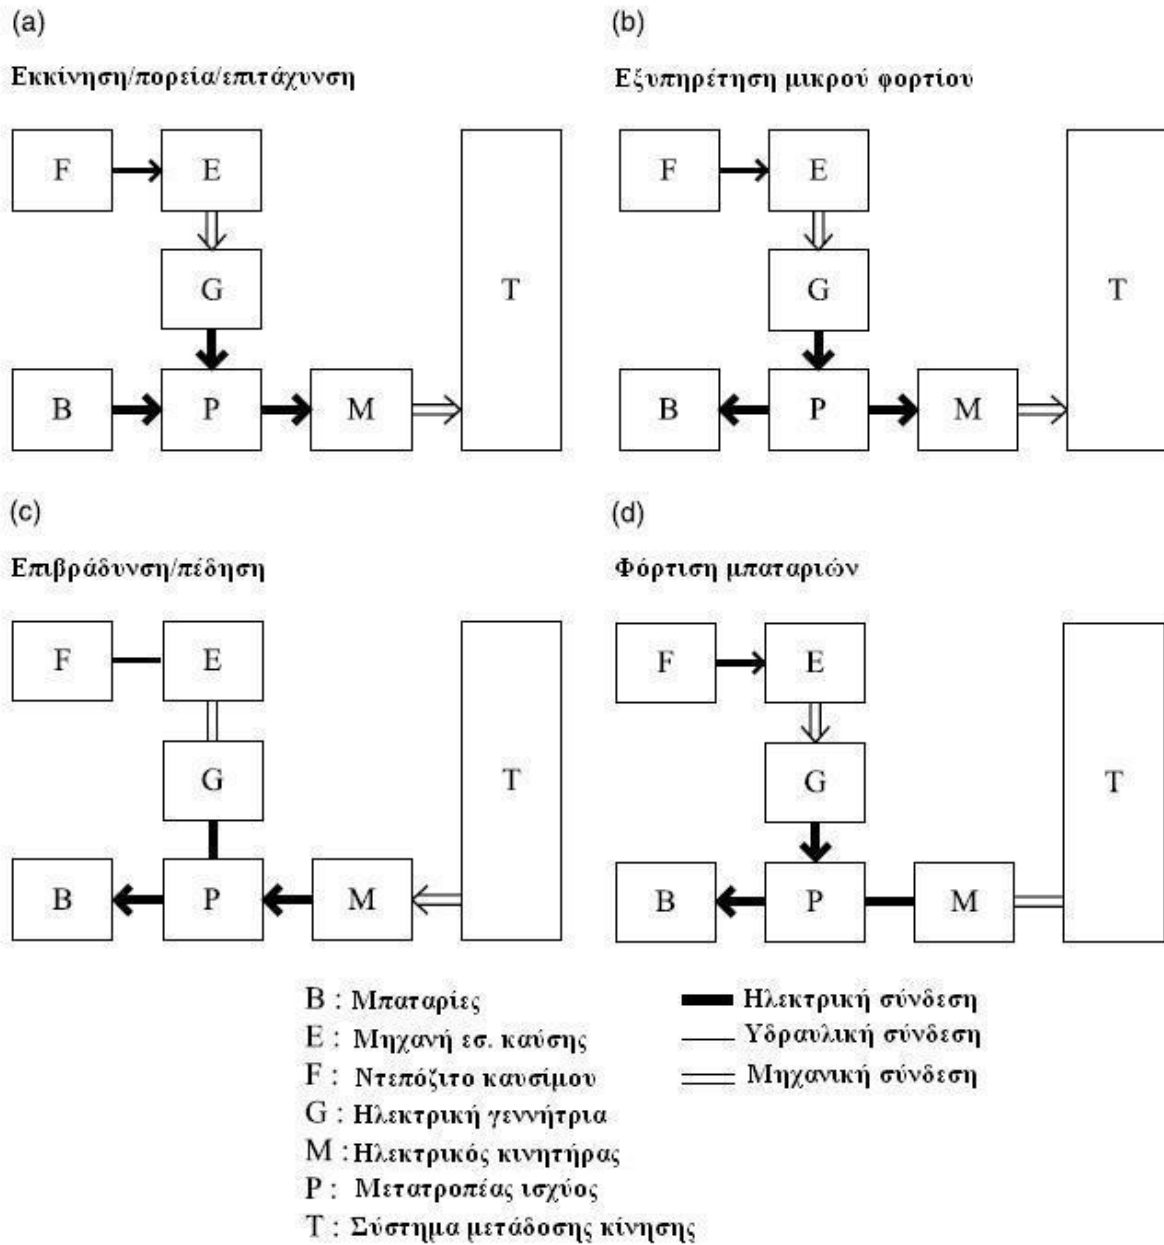 (a)
Εκκίνηση/πορεία/επιτάχυνση
F
E
G
T
B
P
M
(b)
Εξυπηρέτηση μικρού φορτίου
F
E
G
T
B
P
M
(c)
Επιβράδυνση/πέδηση
F
E
G
T
B
P
M
(d)
Φόρτιση μπαταριών
F
E
G
T
B
P
M
B : Μπαταρίες
E : Μηχανή εσ. καύσης
F : Ντεπόζιτο καυσίμου
G : Ηλεκτρική γεννήτρια
M : Ηλεκτρικός κινητήρας
P : Μετατροπέας ισχύος
T : Σύστημα μετάδοσης κίνησης
Ηλεκτρική σύνδεση
Υδραυλική σύνδεση
Μηχανική σύνδεση